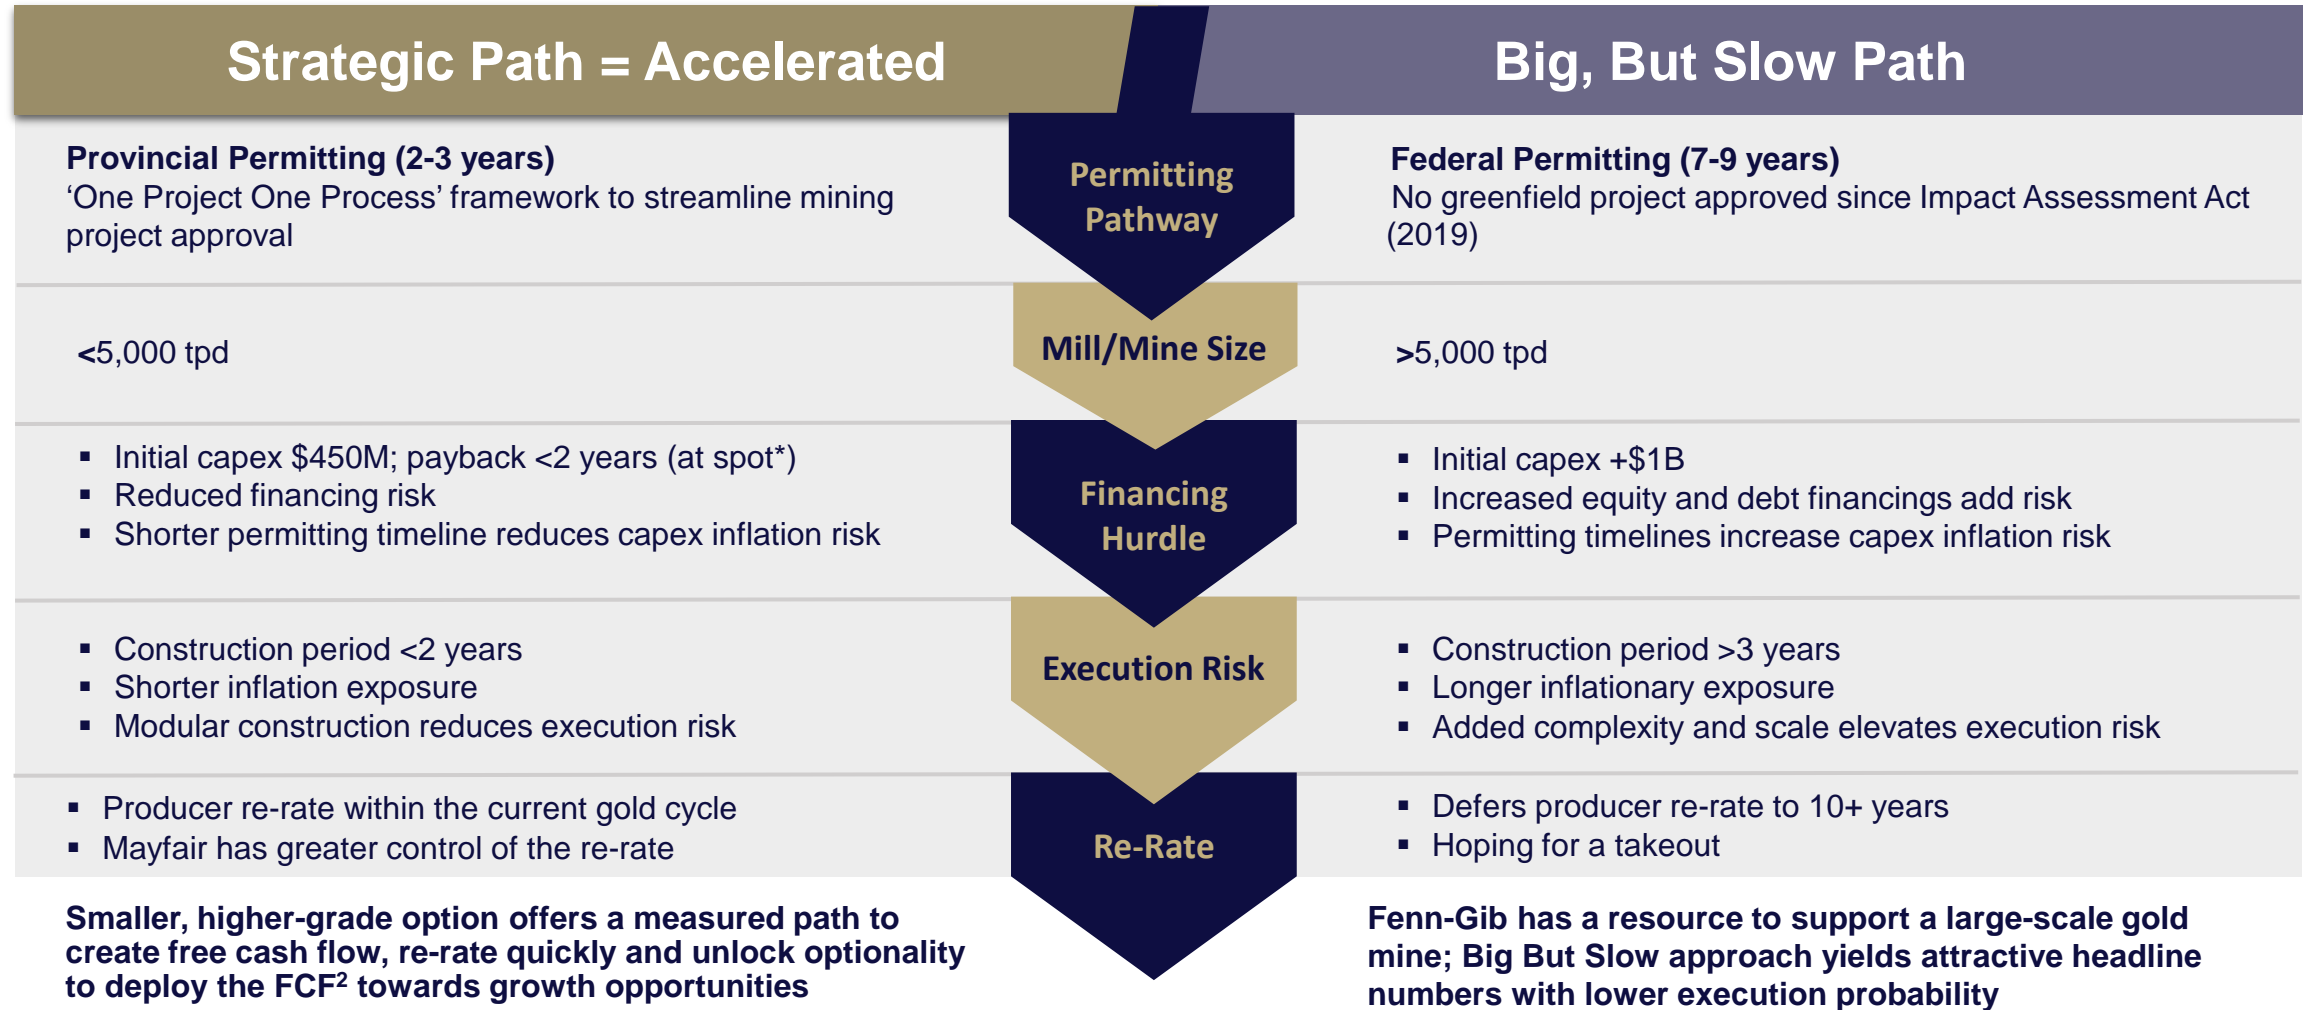 Strategic Path = Accelerated
Big, But Slow Path
Permitting
Pathway
Provincial Permitting (2-3 years)
‘One Project One Process’ framework to streamline mining
project approval
Federal Permitting (7-9 years)
No greenfield project approved since Impact Assessment Act
(2019)
Mill/Mine Size
<5,000 tpd
>5,000 tpd
Financing
Hurdle
▪ Initial capex $450M; payback <2 years (at spot*)
▪ Reduced financing risk
▪ Shorter permitting timeline reduces capex inflation risk
▪ Initial capex +$1B
▪ Increased equity and debt financings add risk
▪ Permitting timelines increase capex inflation risk
Execution Risk
▪ Construction period <2 years
▪ Shorter inflation exposure
▪ Modular construction reduces execution risk
▪ Construction period >3 years
▪ Longer inflationary exposure
▪ Added complexity and scale elevates execution risk
Re-Rate
▪ Producer re-rate within the current gold cycle
▪ Mayfair has greater control of the re-rate
▪ Defers producer re-rate to 10+ years
▪ Hoping for a takeout
Smaller, higher-grade option offers a measured path to
create free cash flow, re-rate quickly and unlock optionality
to deploy the FCF² towards growth opportunities
Fenn-Gib has a resource to support a large-scale gold
mine; Big But Slow approach yields attractive headline
numbers with lower execution probability